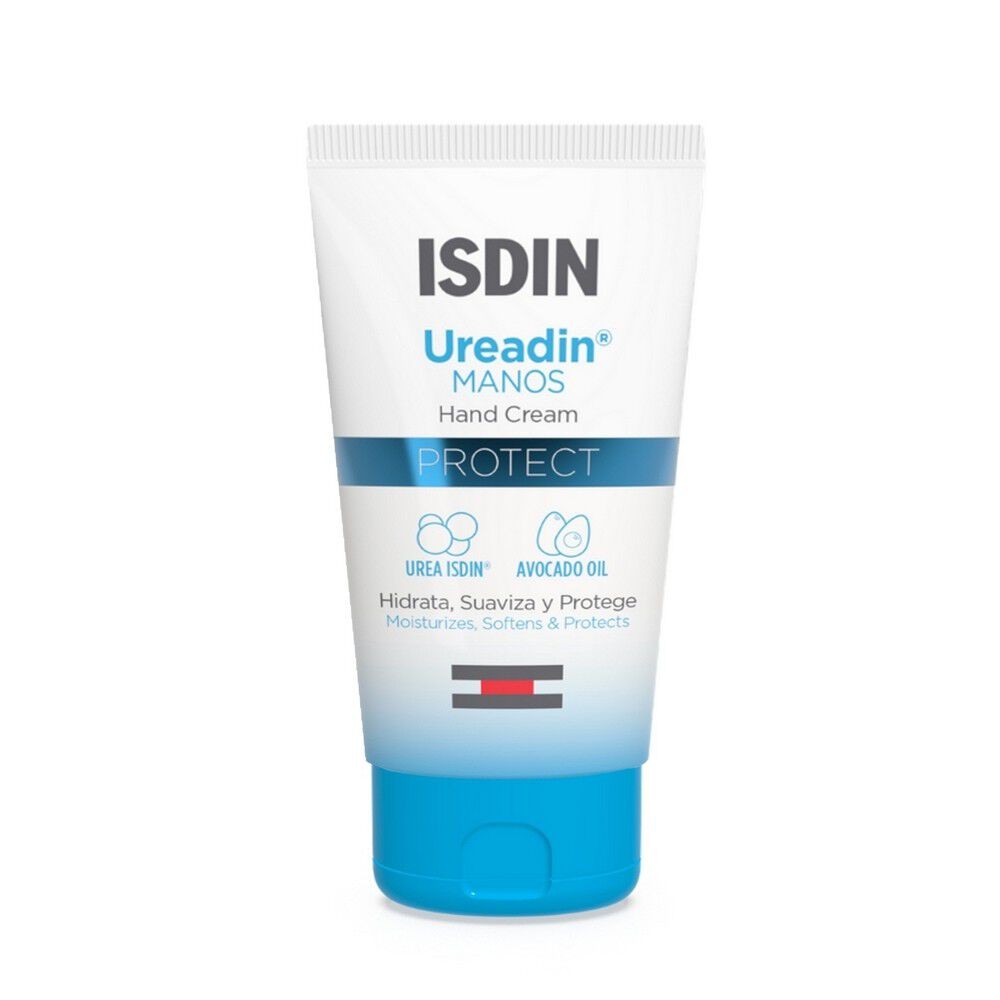 ISDIN
Ureadin®
MANOS
Hand Cream
PROTECT
UREA ISDIN® AVOCADO OIL
Hidrata, Suaviza y Protege
Moisturizes, Softens & Protects